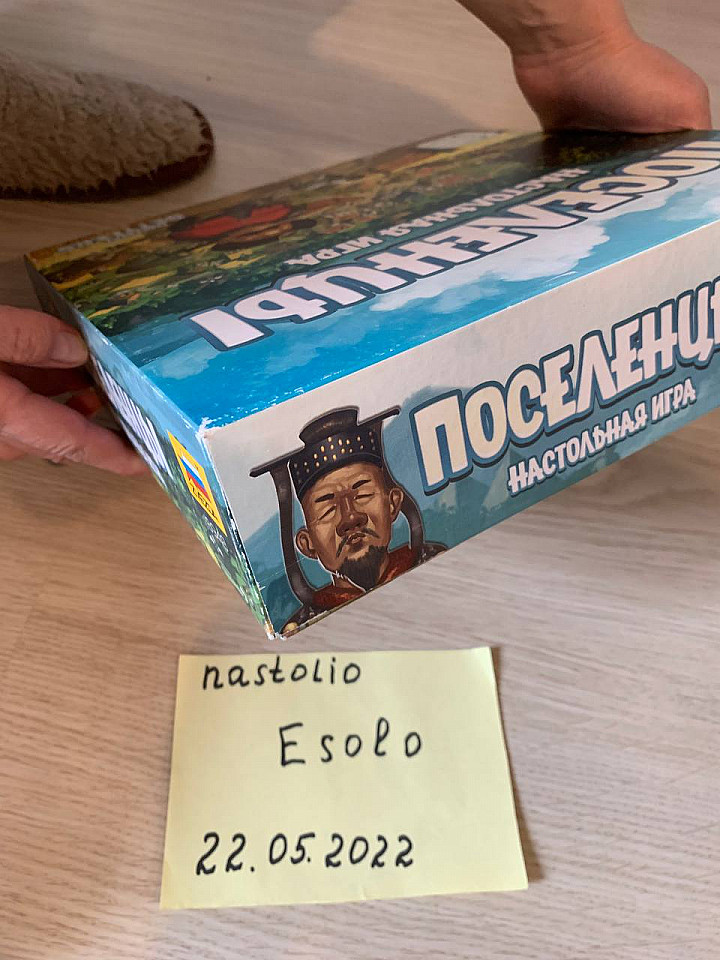 ПОСЕЛЕНЦЫ
НАСТОЛЬНАЯ ИГРА
ПОСЕЛЕНЦ
НАСТОЛЬНАЯ ИГРА
nastolio
Esolo
22.05.2022